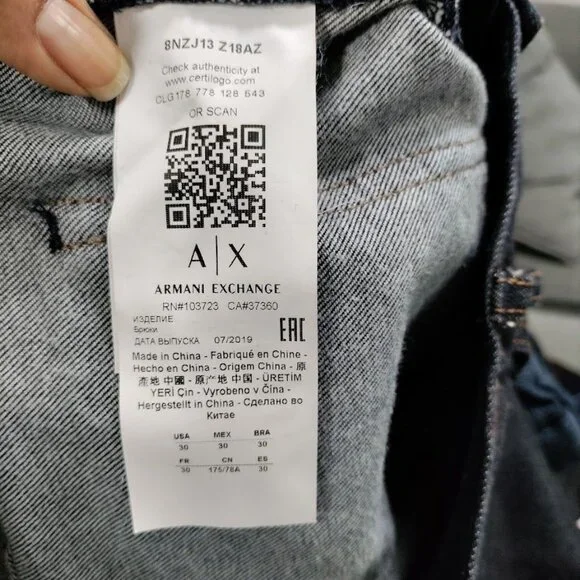 8NZJ13 Z18AZ
Check authenticity at
www.certilogo.com
CLG178 778 128 543
OR SCAN
A|X
ARMANI EXCHANGE
RN#103723 CA#37360
ИЗДЕЛИЕ
Брюки
ДАТА ВЫПУСКА 07/2019
EAC
Made in China - Fabriqué en Chine -
Hecho en China - Origem China - 原
產地 中國 - 原产地 中国 - ÜRETİM
YERİ Çin - Vyrobeno v Čína -
Hergestellt in China - Сделано во
Китае
USA MEX BRA
30 30 30
FR CN ES
30 175/78A 30